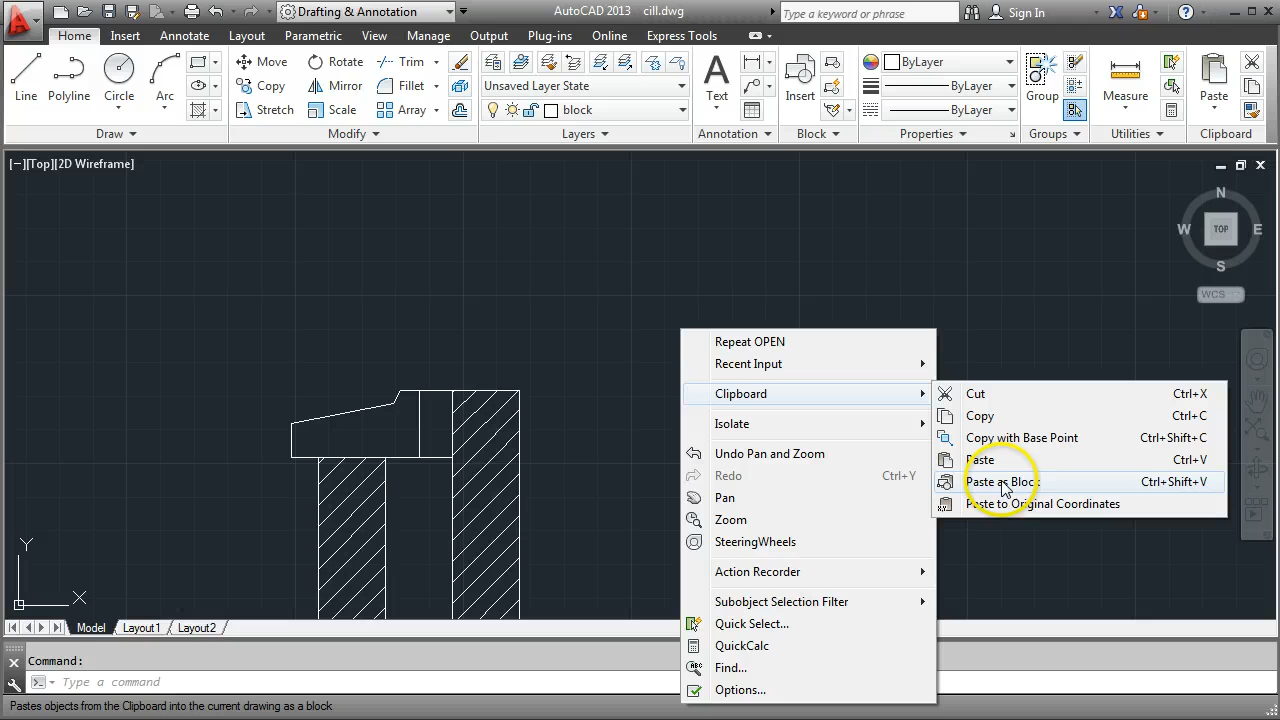 Drafting & Annotation
AutoCAD 2013 cill.dwg
Type a keyword or phrase
Sign In
Home Insert Annotate Layout Parametric View Manage Output Plug-ins Online Express Tools
Line Polyline Circle Arc
Move Rotate Trim
Copy Mirror Fillet
Stretch Scale Array
Unsaved Layer State
block
Text
Insert
ByLayer
ByLayer
ByLayer
Group
Measure
Paste
Draw Modify Layers Annotation Block Properties Groups Utilities Clipboard
[−][Top][2D Wireframe]
N
W TOP E
S
WCS
Repeat OPEN
Recent Input
Clipboard
Isolate
Undo Pan and Zoom
Redo Ctrl+Y
Pan
Zoom
SteeringWheels
Action Recorder
Subobject Selection Filter
Quick Select...
QuickCalc
Find...
Options...
Cut Ctrl+X
Copy Ctrl+C
Copy with Base Point Ctrl+Shift+C
Paste Ctrl+V
Paste as Block Ctrl+Shift+V
Paste to Original Coordinates
Y
X
Model Layout1 Layout2
Command:
Type a command
Pastes objects from the Clipboard into the current drawing as a block